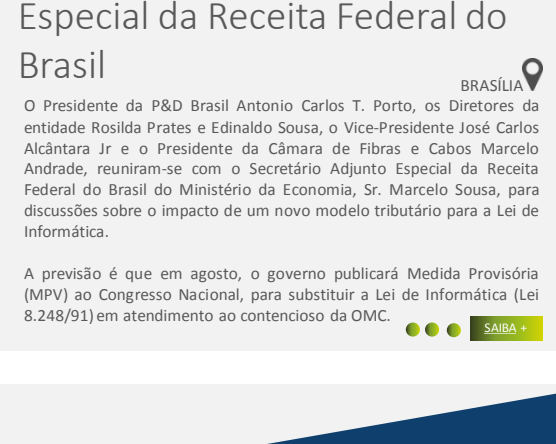 Especial da Receita Federal do
Brasil
BRASÍLIA
O Presidente da P&D Brasil Antonio Carlos T. Porto, os Diretores da
entidade Rosilda Prates e Edinaldo Sousa, o Vice-Presidente José Carlos
Alcântara Jr e o Presidente da Câmara de Fibras e Cabos Marcelo
Andrade, reuniram-se com o Secretário Adjunto Especial da Receita
Federal do Brasil do Ministério da Economia, Sr. Marcelo Sousa, para
discussões sobre o impacto de um novo modelo tributário para a Lei de
Informática.
A previsão é que em agosto, o governo publicará Medida Provisória
(MPV) ao Congresso Nacional, para substituir a Lei de Informática (Lei
8.248/91) em atendimento ao contencioso da OMC.
SAIBA +